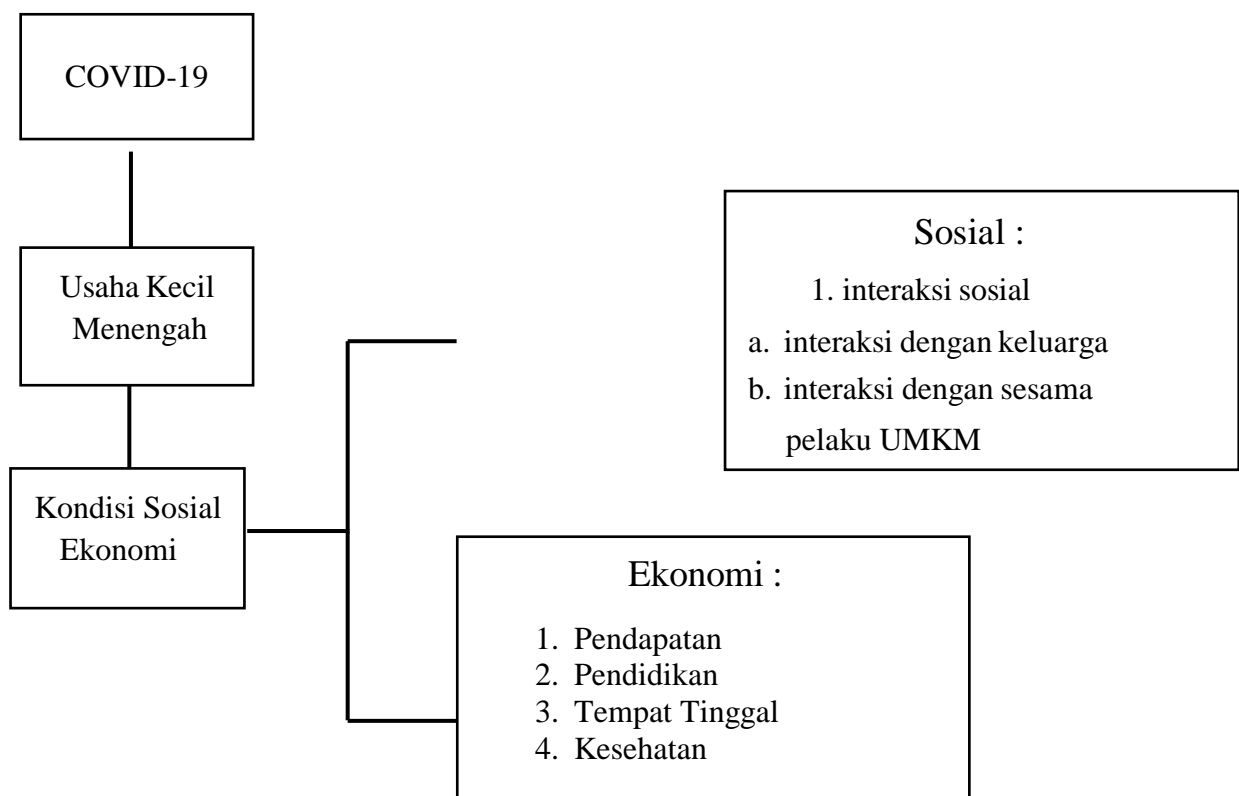 COVID-19
Usaha Kecil
Menengah
Kondisi Sosial
Ekonomi
Sosial :
1. interaksi sosial
a. interaksi dengan keluarga
b. interaksi dengan sesama
pelaku UMKM
Ekonomi :
1. Pendapatan
2. Pendidikan
3. Tempat Tinggal
4. Kesehatan